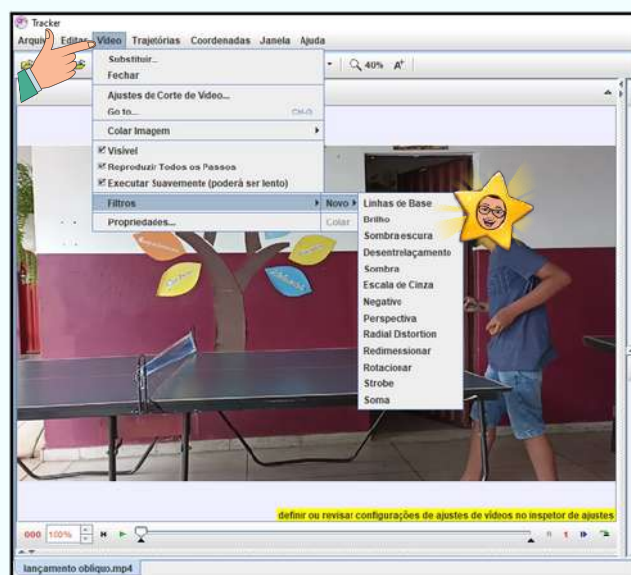 Tracker
Arquivo Editar Vídeo Trajetórias Coordenadas Janela Ajuda
40%
Substituir...
Fechar
Ajustes de Corte de Vídeo...
Go to...
Colar Imagem
Visível
Reproduzir Todos os Passos
Executar Suavemente (poderá ser lento)
Filtros
Novo
Propriedades...
Colar
Linhas de Base
Brilho
Sombra escura
Desentrelaçamento
Sombra
Escala de Cinza
Negativo
Perspectiva
Radial Distortion
Redimensionar
Rotacionar
Strobe
Soma
definir ou revisar configurações de ajustes de vídeos no inspetor de ajustes
000 100%
lançamento obliquo.mp4